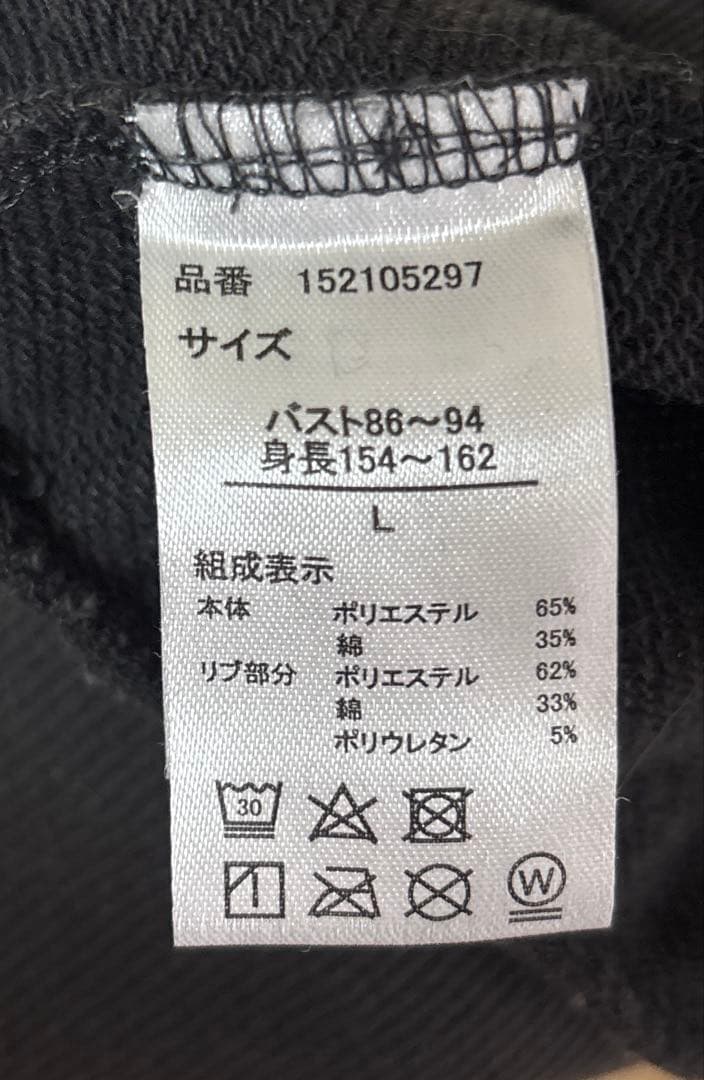 品番 152105297
サイズ
バスト86～94
身長154～162
L
組成表示
本体 ポリエステル 65%
綿 35%
リブ部分 ポリエステル 62%
綿 33%
ポリウレタン 5%
30
W